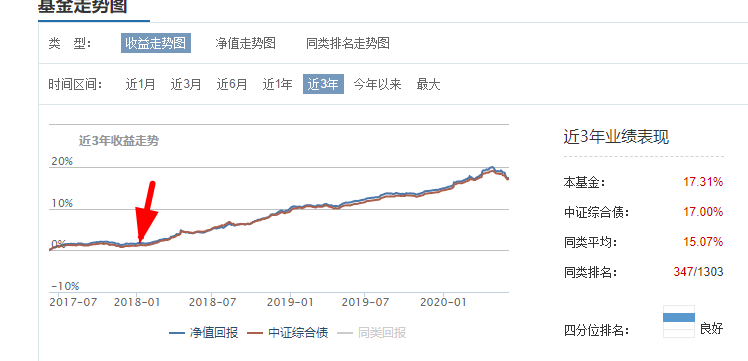 基金走势图
类 型： 收益走势图 净值走势图 同类排名走势图
时间区间： 近1月 近3月 近6月 近1年 近3年 今年以来 最大
近3年收益走势
20%
10%
0%
-10%
2017-07 2018-01 2018-07 2019-01 2019-07 2020-01
净值回报 中证综合债 同类回报
近3年业绩表现
本基金： 17.31%
中证综合债： 17.00%
同类平均： 15.07%
同类排名： 347/1303
四分位排名： 良好